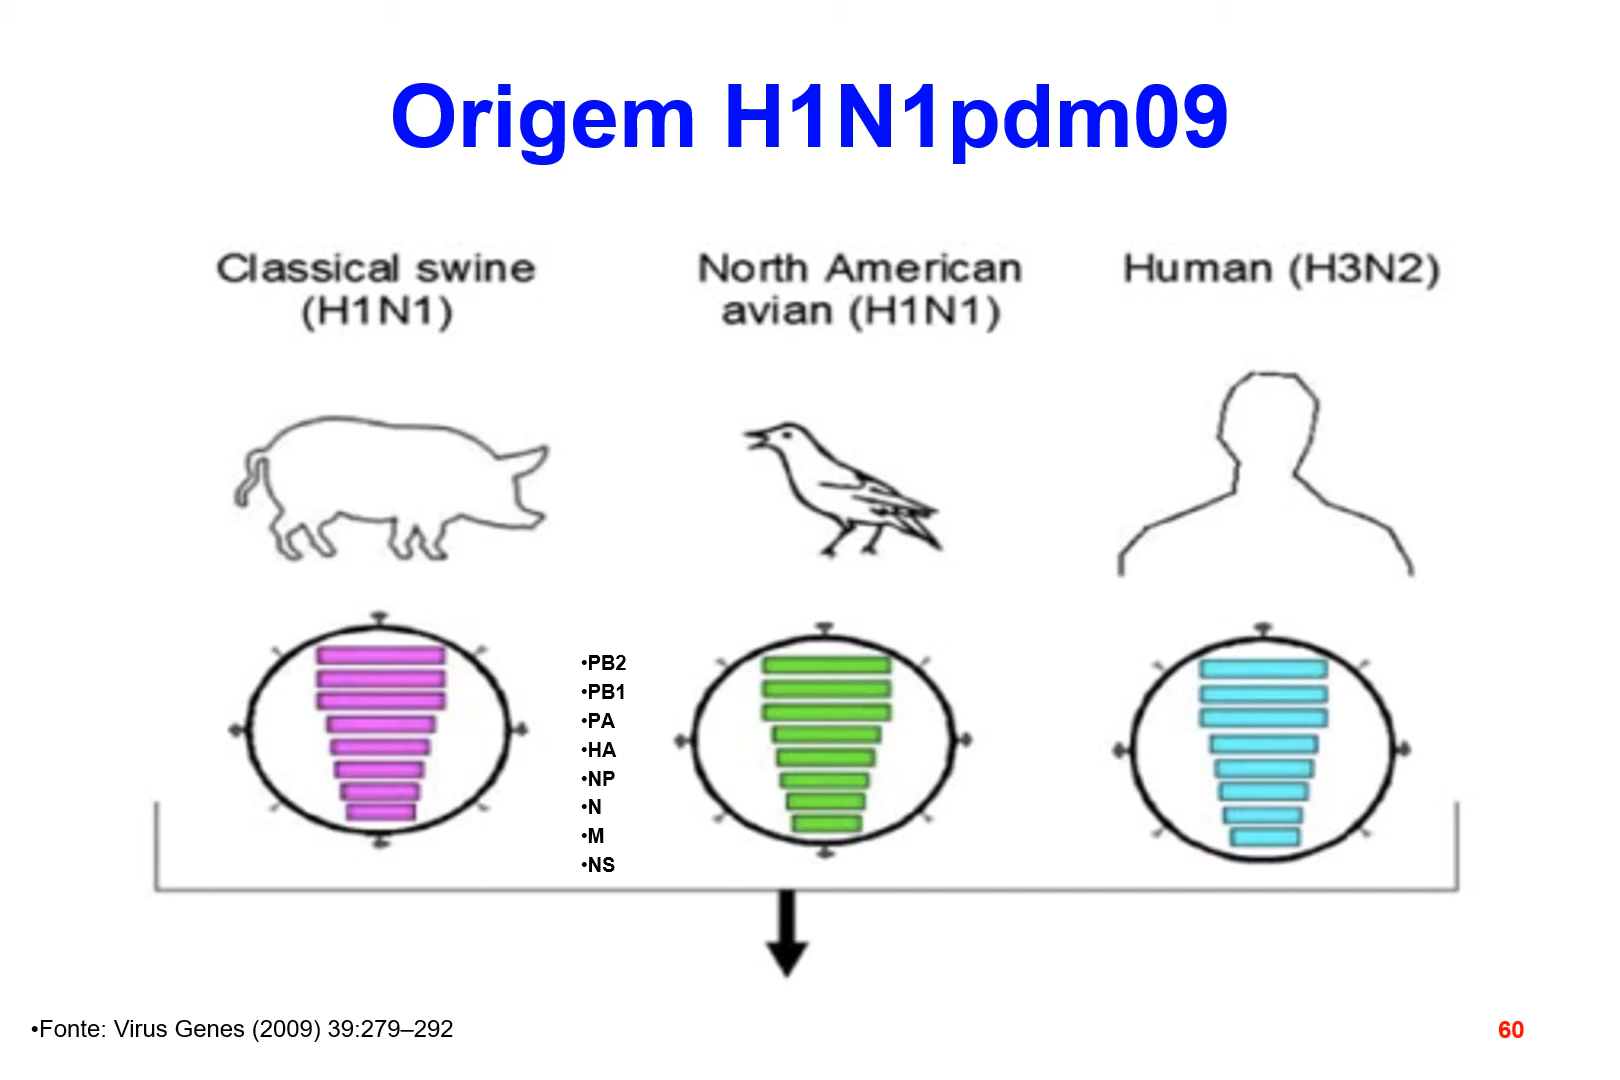 Origem H1N1pdm09
Classical swine
(H1N1)
North American
avian (H1N1)
Human (H3N2)
•PB2
•PB1
•PA
•HA
•NP
•N
•M
•NS
•Fonte: Virus Genes (2009) 39:279–292
60